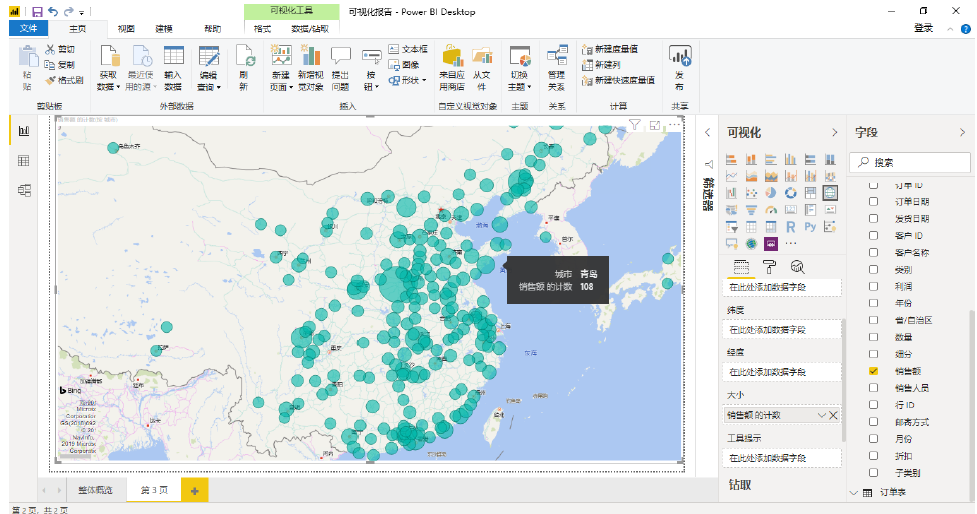 可视化工具
可视化报告 - Power BI Desktop
登录
文件
主页
视图
建模
帮助
格式
数据/钻取
粘贴
剪切
复制
格式刷
剪贴板
获取数据
最近使用的源
输入数据
编辑查询
外部数据
刷新
新建页面
新增视觉对象
提出问题
按钮
文本框
图像
形状
插入
来自应用商店
从文件
自定义视觉对象
切换主题
主题
管理关系
关系
新建度量值
新建列
新建快速度量值
计算
发布
共享
乌鲁木齐
城市 青岛
销售额 的计数 108
重庆
Bing
筛选器
可视化
在此处添加数据字段
纬度
在此处添加数据字段
经度
在此处添加数据字段
大小
销售额 的计数
工具提示
在此处添加数据字段
钻取
字段
搜索
订单 ID
订单日期
发货日期
客户 ID
客户名称
类别
利润
年份
省/自治区
数量
细分
销售额
销售人员
行 ID
邮寄方式
月份
折扣
子类别
订单表
整体概览
第 3 页
第 2 页，共 2 页